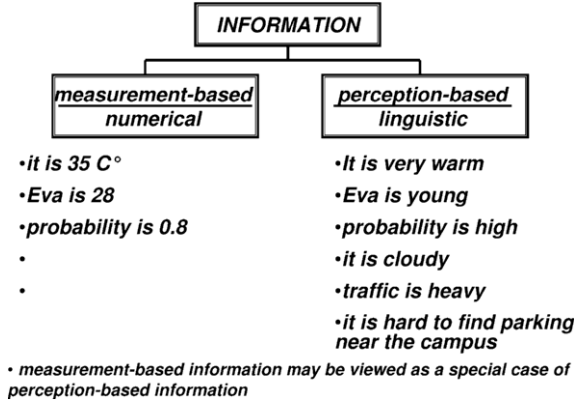 INFORMATION
measurement-based
numerical
perception-based
linguistic
•it is 35 C°
•Eva is 28
•probability is 0.8
•
•
•It is very warm
•Eva is young
•probability is high
•it is cloudy
•traffic is heavy
•it is hard to find parking
near the campus
• measurement-based information may be viewed as a special case of
perception-based information